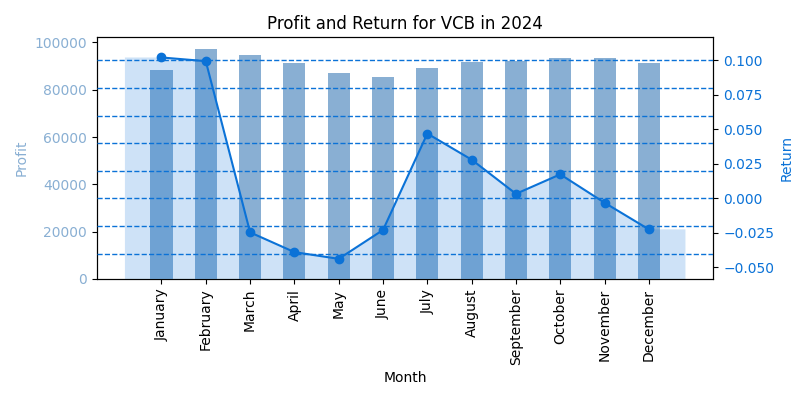 Profit and Return for VCB in 2024
100000
80000
60000
40000
20000
0
Profit
0.100
0.075
0.050
0.025
0.000
−0.025
−0.050
Return
January
February
March
April
May
June
July
August
September
October
November
December
Month